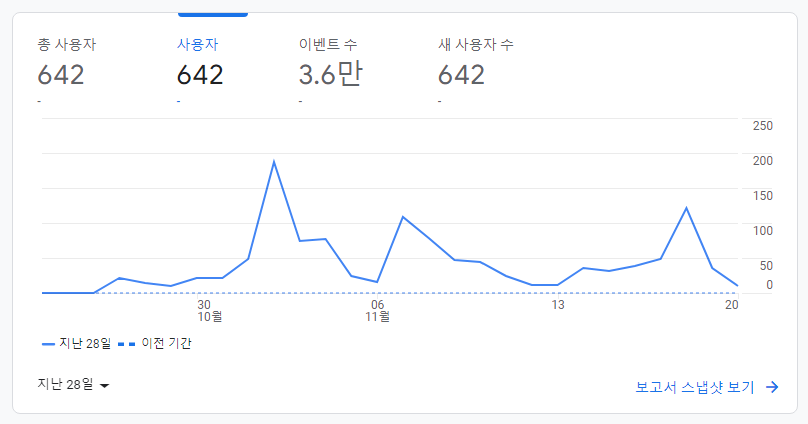 총 사용자
642
-
사용자
642
-
이벤트 수
3.6만
-
새 사용자 수
642
-
250
200
150
100
50
0
30
10월
06
11월
13
20
지난 28일
이전 기간
지난 28일
보고서 스냅샷 보기